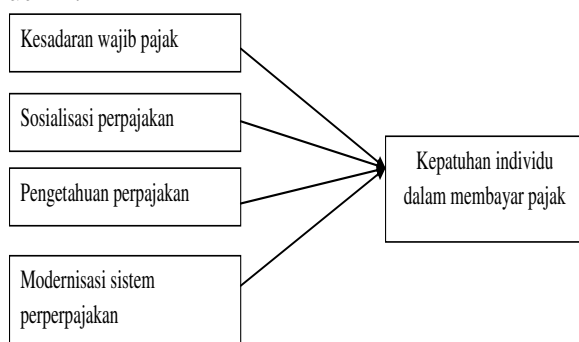 Kesadaran wajib pajak
Sosialisasi perpajakan
Pengetahuan perpajakan
Modernisasi sistem
perperpajakan
Kepatuhan individu
dalam membayar pajak